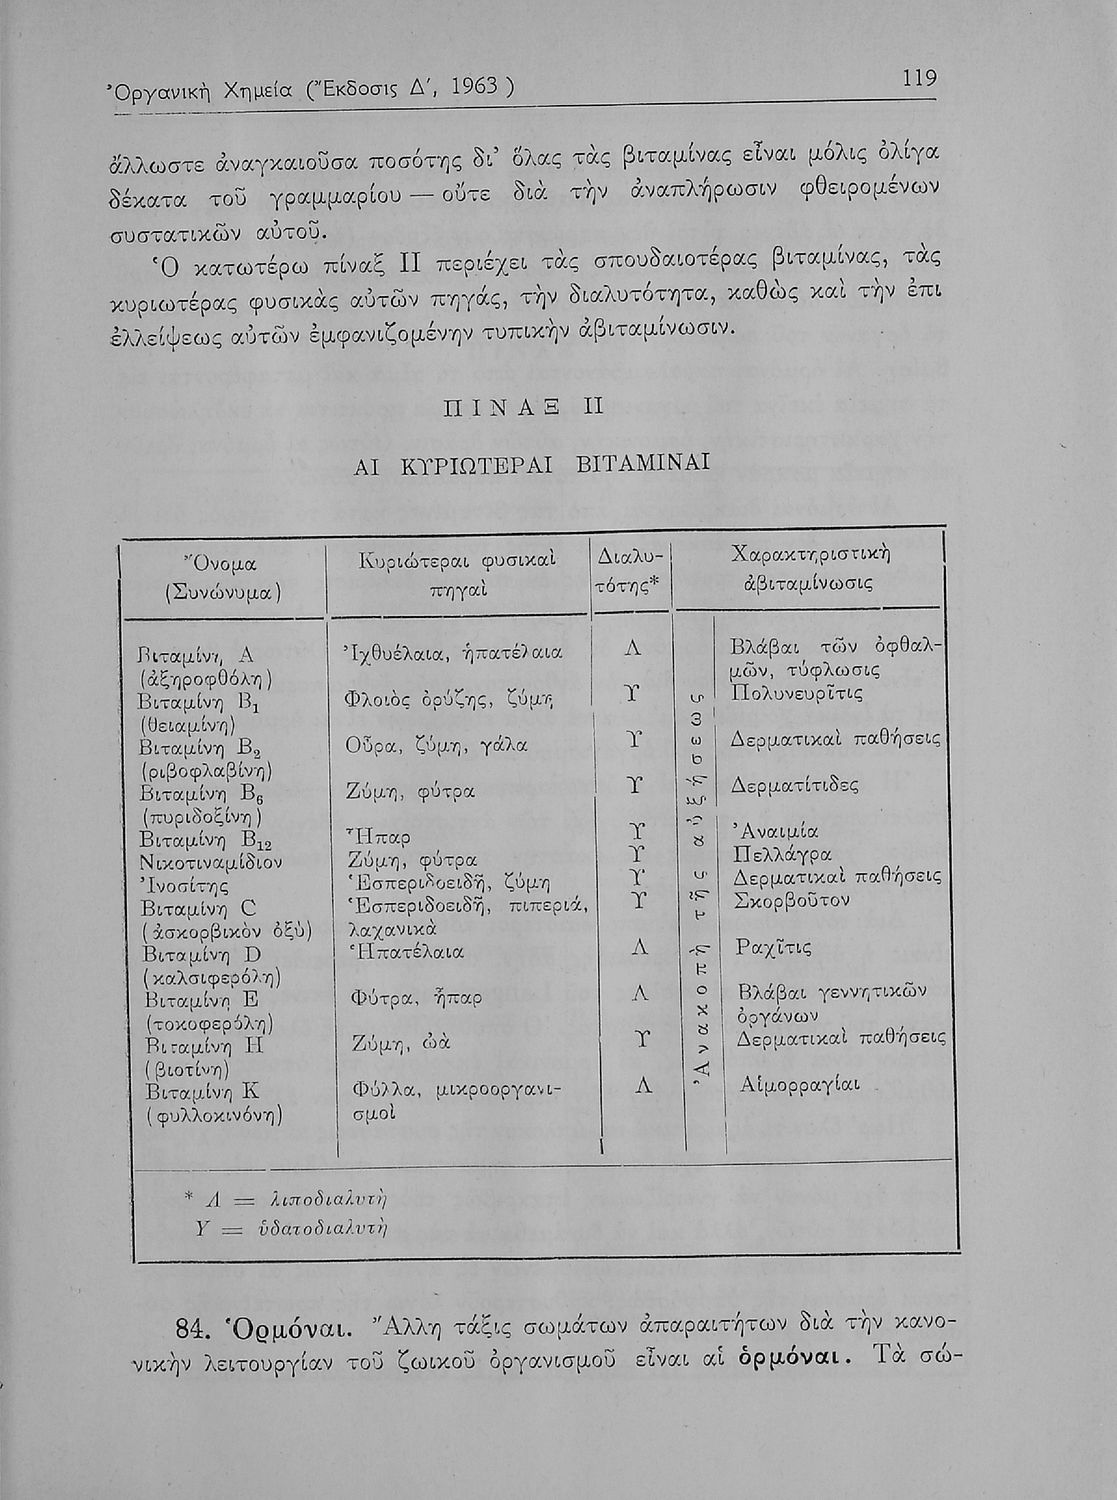 Ὀργανικὴ Χημεία (Ἔκδοσις Δ', 1963 ) 119
ἄλλωστε ἀναγκαιοῦσα ποσότης δι' ὅλας τὰς βιταμίνας εἶναι μόλις ὀλίγα
δέκατα τοῦ γραμμαρίου — οὔτε διὰ τὴν ἀναπλήρωσιν φθειρομένων
συστατικῶν αὐτοῦ.
Ὁ κατωτέρω πίναξ II περιέχει τὰς σπουδαιοτέρας βιταμίνας, τὰς
κυριωτέρας φυσικὰς αὐτῶν πηγάς, τὴν διαλυτότητα, καθὼς καὶ τὴν ἐπι
ἐλλείψεως αὐτῶν ἐμφανιζομένην τυπικὴν ἀβιταμίνωσιν.
ΠΙΝΑΞ II
ΑΙ ΚΥΡΙΩΤΕΡΑΙ ΒΙΤΑΜΙΝΑΙ
Ὄνομα Κυριώτεραι φυσικαὶ Διαλυ- Χαρακτηριστικὴ
(Συνώνυμα) πηγαὶ τότης* ἀβιταμίνωσις
Βιταμίνη A Ἰχθυέλαια, ἡπατέλαια Λ Βλάβαι τῶν ὀφθαλ-
(ἀξηροφθόλη) μῶν, τύφλωσις
Βιταμίνη B₁ Φλοιὸς ὀρύζης, ζύμη Υ Πολυνευρῖτις
(θειαμίνη)
Βιταμίνη B₂ Οὖρα, ζύμη, γάλα Υ Δερματικαὶ παθήσεις
(ριβοφλαβίνη)
Βιταμίνη B₆ Ζύμη, φύτρα Υ Δερματίτιδες
(πυριδοξίνη)
Βιταμίνη B₁₂ Ἧπαρ Υ Ἀναιμία
Νικοτιναμίδιον Ζύμη, φύτρα Υ Πελλάγρα
Ἰνοσίτης Ἑσπεριδοειδῆ, ζύμη Υ Δερματικαὶ παθήσεις
Βιταμίνη C Ἑσπεριδοειδῆ, πιπεριά, Υ Σκορβοῦτον
(ἀσκορβικὸν ὀξύ) λαχανικὰ
Βιταμίνη D Ἡπατέλαια Λ Ραχῖτις
(καλσιφερόλη)
Βιταμίνη E Φύτρα, ἧπαρ Λ Βλάβαι γεννητικῶν
(τοκοφερόλη) ὀργάνων
Βιταμίνη H Ζύμη, ὠὰ Υ Δερματικαὶ παθήσεις
(βιοτίνη)
Βιταμίνη K Φύλλα, μικροοργανι- Λ Αἱμορραγίαι
(φυλλοκινόνη) σμοὶ
Ἀνακοπὴ τῆς αὐξήσεως
* Λ = λιποδιαλυτὴ
Υ = ὑδατοδιαλυτὴ
84. Ὁρμόναι. Ἄλλη τάξις σωμάτων ἀπαραιτήτων διὰ τὴν κανο-
νικὴν λειτουργίαν τοῦ ζωικοῦ ὀργανισμοῦ εἶναι αἱ ὁρμόναι. Τὰ σώ-